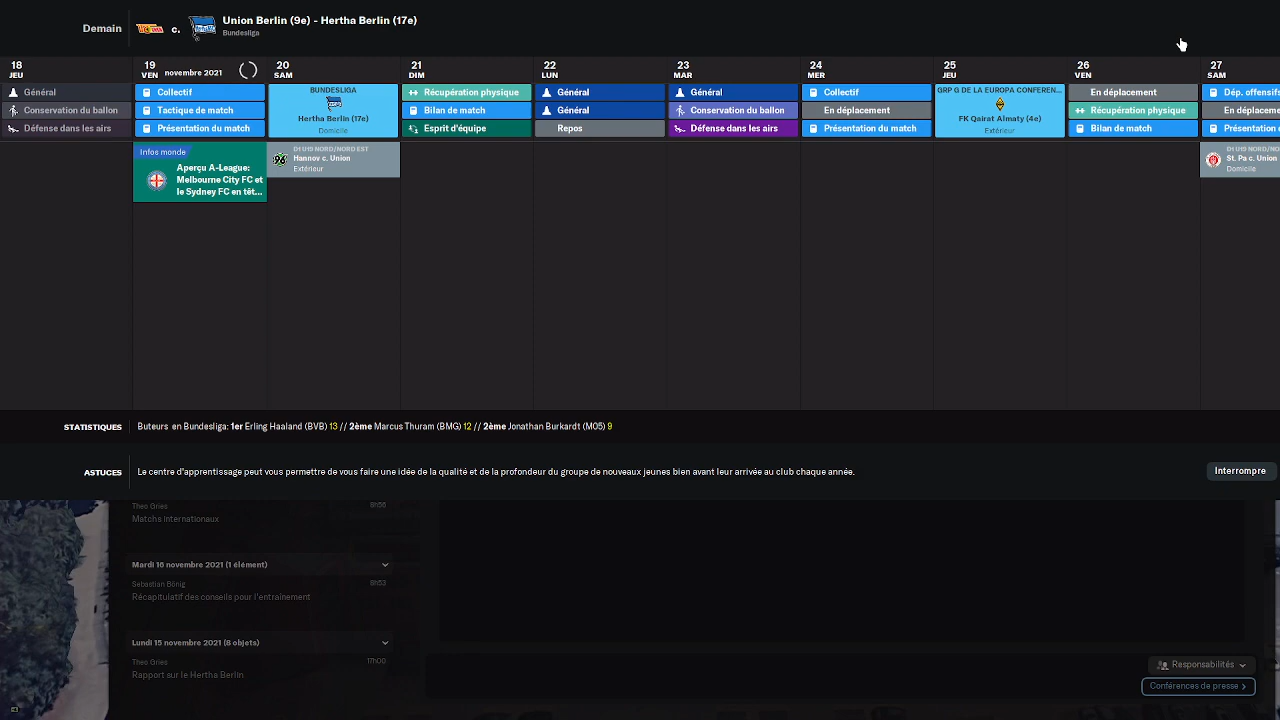 Demain
Union Berlin (9e) - Hertha Berlin (17e)
c.
Bundesliga
18
JEU
19
VEN novembre 2021
20
SAM
21
DIM
22
LUN
23
MAR
24
MER
25
JEU
26
VEN
27
SAM
Général
Conservation du ballon
Défense dans les airs
Collectif
Tactique de match
Présentation du match
BUNDESLIGA
Hertha Berlin (17e)
Domicile
Récupération physique
Bilan de match
Esprit d'équipe
Général
Général
Repos
Général
Conservation du ballon
Défense dans les airs
Collectif
En déplacement
Présentation du match
GRP G DE LA EUROPA CONFEREN...
FK Qairat Almaty (4e)
Extérieur
En déplacement
Récupération physique
Bilan de match
Dép. offensifs
En déplaceme
Présentation
Infos monde
Aperçu A-League:
Melbourne City FC et
le Sydney FC en têt...
D1 U19 NORD/NORD EST
Hannov c. Union
Extérieur
D1 U19 NORD/NO
St. Pa c. Union
Domicile
STATISTIQUES
Buteurs en Bundesliga: 1er Erling Haaland (BVB) 13 // 2ème Marcus Thuram (BMG) 12 // 2ème Jonathan Burkardt (M05) 9
ASTUCES
Le centre d'apprentissage peut vous permettre de vous faire une idée de la qualité et de la profondeur du groupe de nouveaux jeunes bien avant leur arrivée au club chaque année.
Interrompre
Theo Gries 8h56
Matchs internationaux
Mardi 16 novembre 2021 (1 élément)
Sebastian Bönig 8h53
Récapitulatif des conseils pour l'entraînement
Lundi 15 novembre 2021 (8 objets)
Theo Gries 17h00
Rapport sur le Hertha Berlin
Responsabilités
Conférences de presse